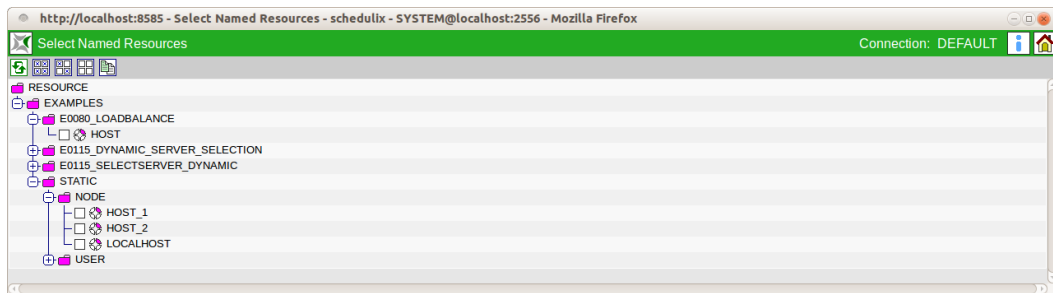 http://localhost:8585 - Select Named Resources - schedulix - SYSTEM@localhost:2556 - Mozilla Firefox
Select Named Resources Connection: DEFAULT
RESOURCE
EXAMPLES
E0080_LOADBALANCE
HOST
E0115_DYNAMIC_SERVER_SELECTION
E0115_SELECTSERVER_DYNAMIC
STATIC
NODE
HOST_1
HOST_2
LOCALHOST
USER